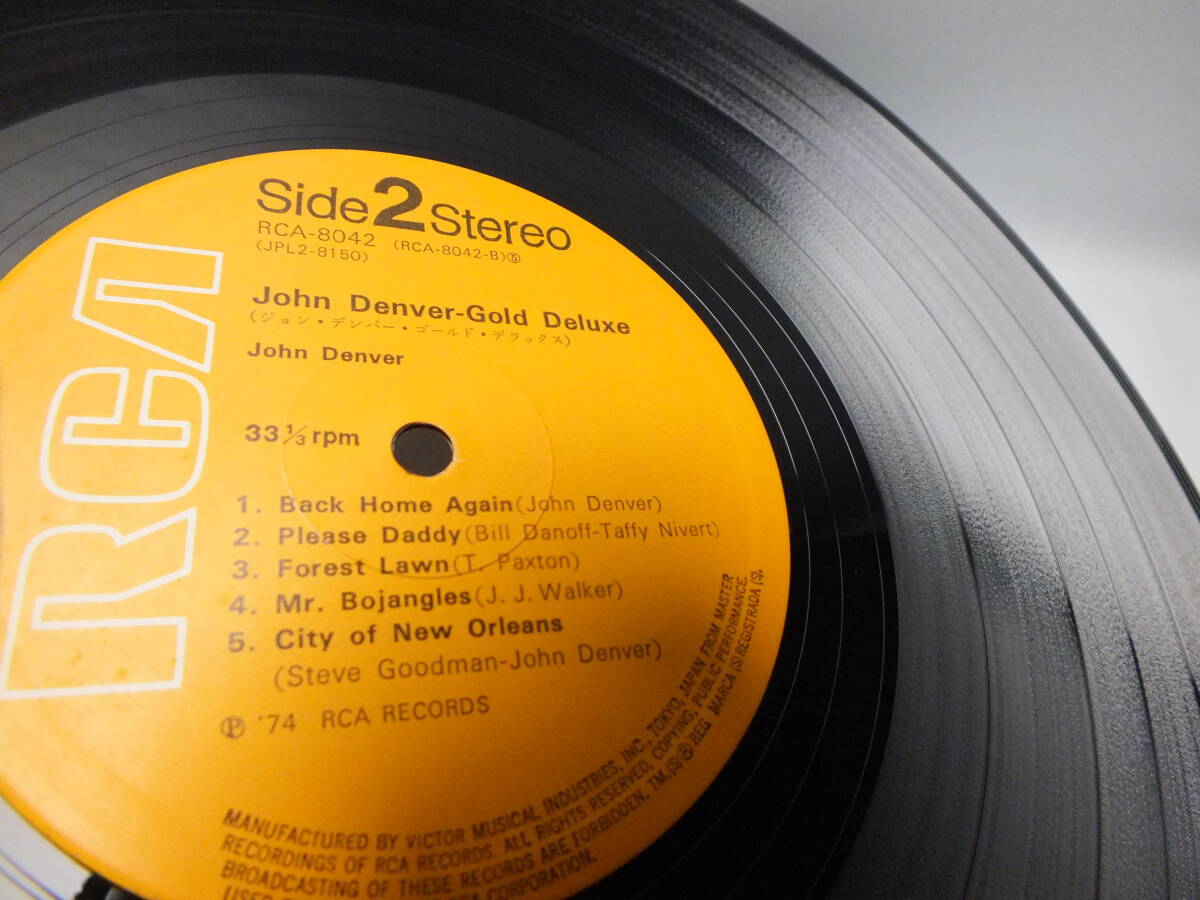 RCA
Side 2 Stereo
RCA-8042 (RCA-8042-B)⑤
(JPL2-8150)
John Denver-Gold Deluxe
(ジョン・デンバー・ゴールド・デラックス)
John Denver
33 1/3 rpm
1. Back Home Again (John Denver)
2. Please Daddy (Bill Danoff-Taffy Nivert)
3. Forest Lawn (T. Paxton)
4. Mr. Bojangles (J. J. Walker)
5. City of New Orleans
(Steve Goodman-John Denver)
Ⓟ '74 RCA RECORDS
MANUFACTURED BY VICTOR MUSICAL INDUSTRIES, INC., TOKYO, JAPAN FROM MASTER
RECORDINGS OF RCA RECORDS. ALL RIGHTS RESERVED, COPYING, PUBLIC PERFORMANCE,
BROADCASTING OF THESE RECORDS ARE FORBIDDEN. TM.(S) ® REG. MARCA (S) REGISTRADA (S).
CORPORATION.